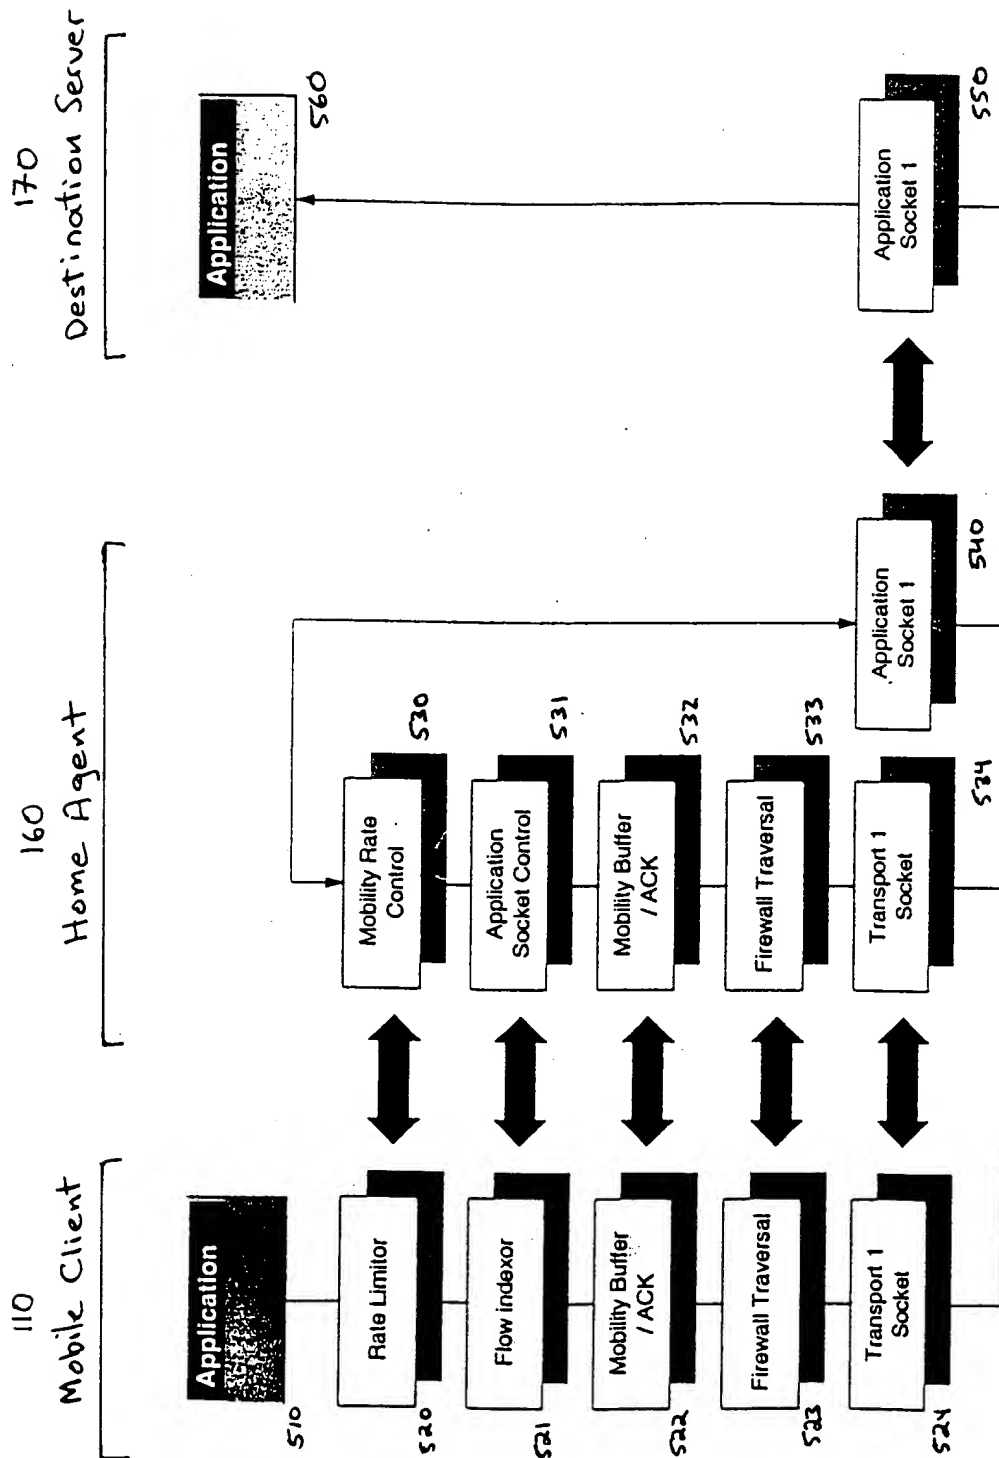 110
Mobile Client
160
Home Agent
170
Destination Server
Application
510
Rate Limitor
520
Flow indexor
521
Mobility Buffer
/ ACK
522
Firewall Traversal
523
Transport 1
Socket
524
Mobility Rate
Control
530
Application
Socket Control
531
Mobility Buffer
/ ACK
532
Firewall Traversal
533
Transport 1
Socket
534
Application
Socket 1
540
Application
560
Application
Socket 1
550